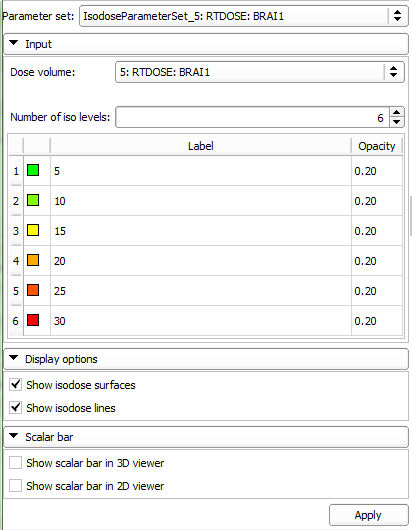 Parameter set: IsodoseParameterSet_5: RTDOSE: BRAI1
Input
Dose volume: 5: RTDOSE: BRAI1
Number of iso levels: 6
Label Opacity
1 5 0.20
2 10 0.20
3 15 0.20
4 20 0.20
5 25 0.20
6 30 0.20
Display options
Show isodose surfaces
Show isodose lines
Scalar bar
Show scalar bar in 3D viewer
Show scalar bar in 2D viewer
Apply